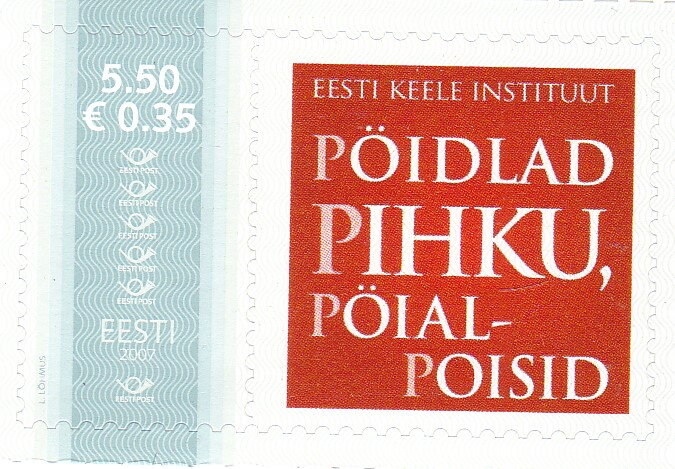 5.50
€ 0.35
EESTI POST
EESTI POST
EESTI POST
EESTI POST
EESTI POST
EESTI
2007
EESTI POST
L. LÕHMUS
EESTI KEELE INSTITUUT
PÖIDLAD
PIHKU,
PÖIAL-
POISID